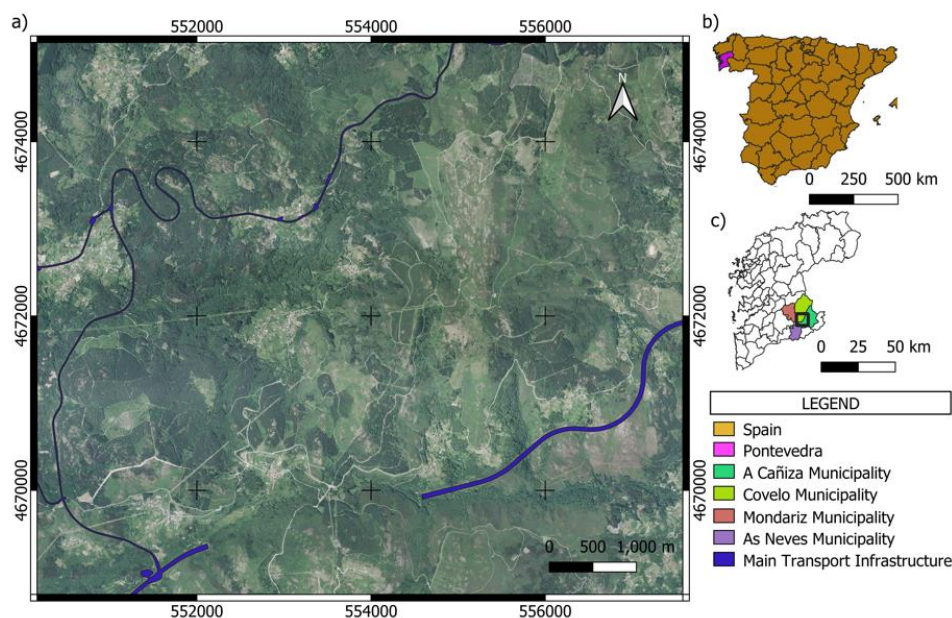 a)
552000
554000
556000
N
4674000
4674000
4672000
4672000
4670000
4670000
0 500 1,000 m
552000
554000
556000
b)
0 250 500 km
c)
0 25 50 km
LEGEND
Spain
Pontevedra
A Cañiza Municipality
Covelo Municipality
Mondariz Municipality
As Neves Municipality
Main Transport Infrastructure